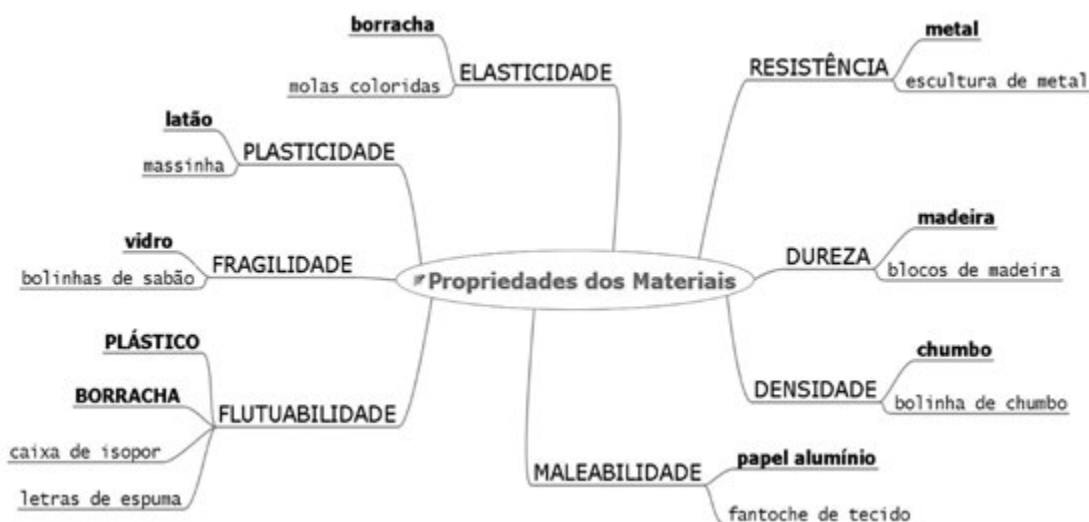 borracha
ELASTICIDADE
molas coloridas
latão
PLASTICIDADE
massinha
vidro
FRAGILIDADE
bolinhas de sabão
PLÁSTICO
BORRACHA
FLUTUABILIDADE
caixa de isopor
letras de espuma
Propriedades dos Materiais
metal
RESISTÊNCIA
escultura de metal
madeira
DUREZA
blocos de madeira
chumbo
DENSIDADE
bolinha de chumbo
papel alumínio
MALEABILIDADE
fantoche de tecido